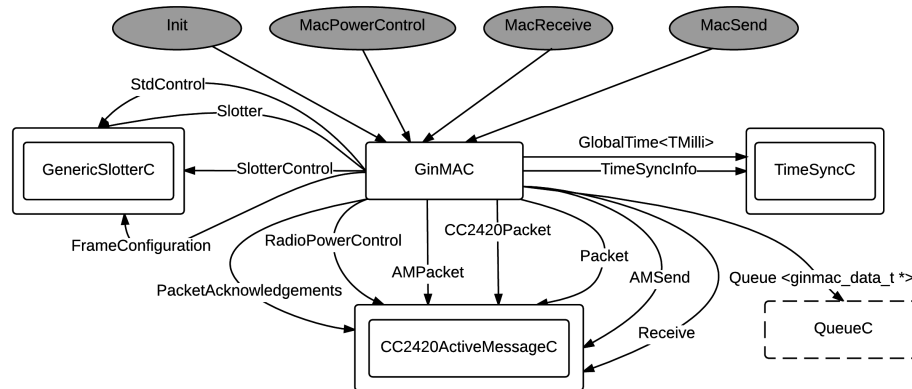 Init
MacPowerControl
MacReceive
MacSend
StdControl
Slotter
GlobalTime<TMilli>
GenericSlotterC
SlotterControl
GinMAC
TimeSyncInfo
TimeSyncC
FrameConfiguration
RadioPowerControl
CC2420Packet
Packet
AMPacket
AMSend
Queue <ginmac_data_t *>
PacketAcknowledgements
Receive
QueueC
CC2420ActiveMessageC